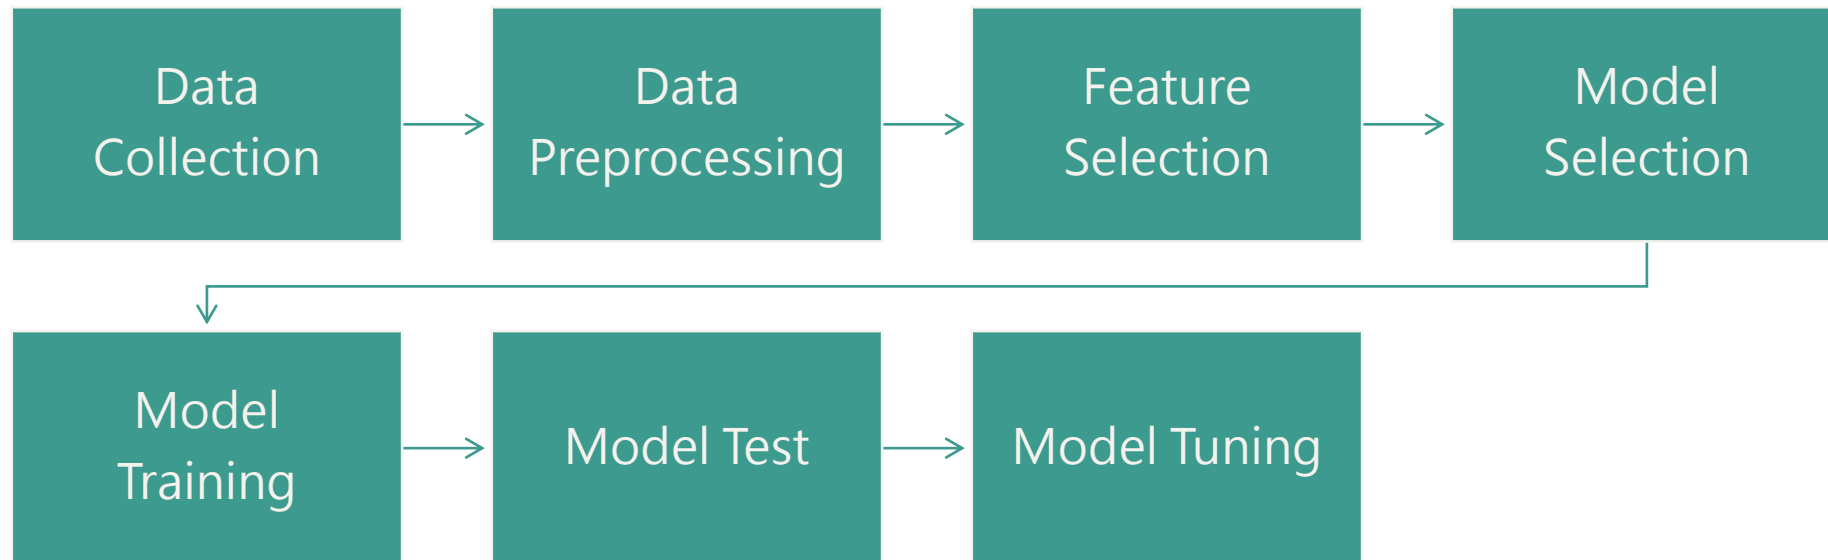 Data
Collection
Data
Preprocessing
Feature
Selection
Model
Selection
Model
Training
Model Test
Model Tuning